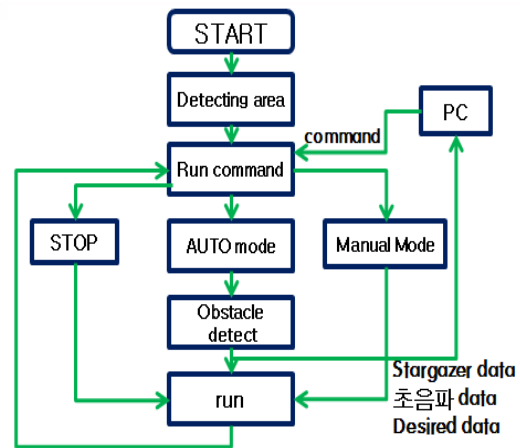 START
Detecting area
PC
command
Run command
STOP
AUTO mode
Manual Mode
Obstacle
detect
run
Stargazer data
초음파 data
Desired data